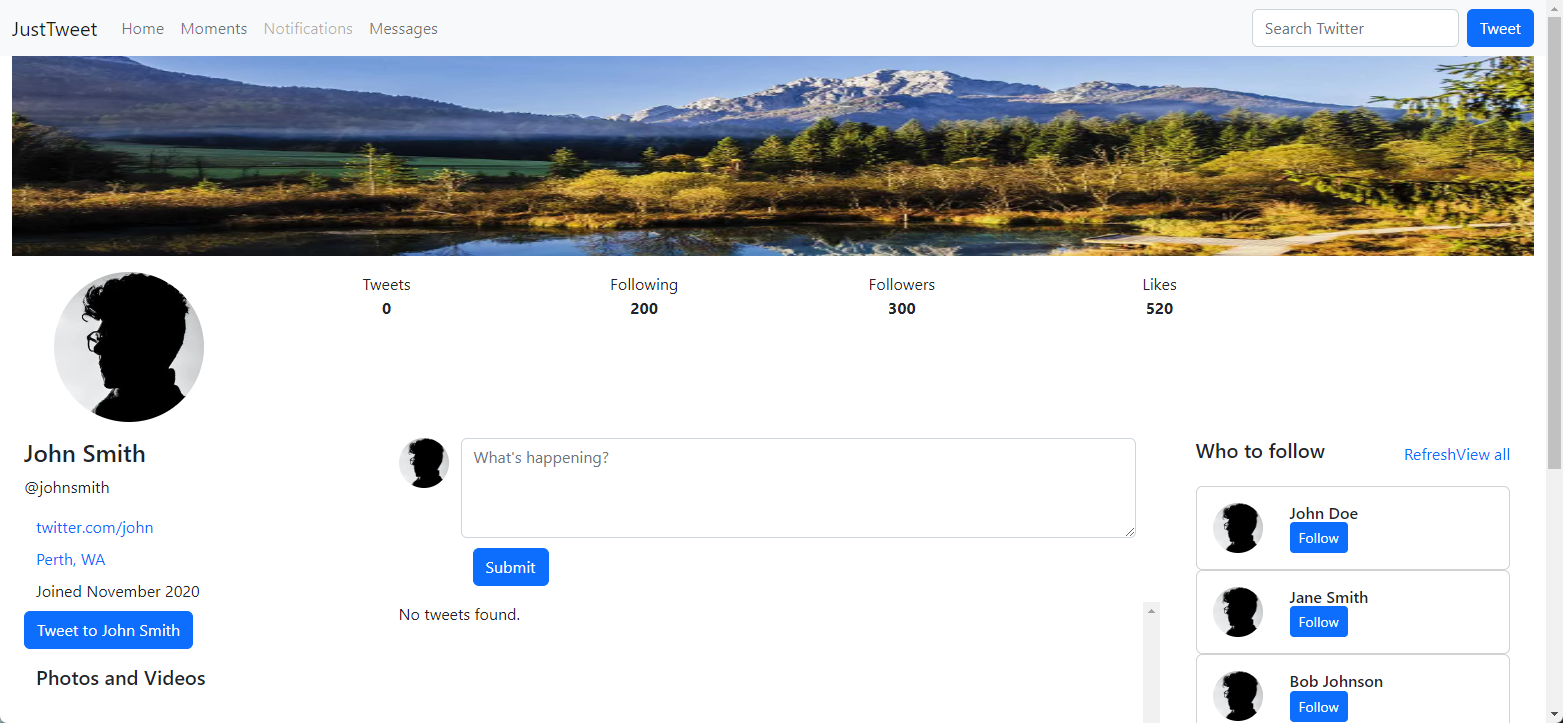 JustTweet Home Moments Notifications Messages Search Twitter Tweet
Tweets Following Followers Likes
0 200 300 520
John Smith
@johnsmith
twitter.com/john
Perth, WA
Joined November 2020
Tweet to John Smith
Photos and Videos
What's happening?
Submit
No tweets found.
Who to follow RefreshView all
John Doe
Follow
Jane Smith
Follow
Bob Johnson
Follow